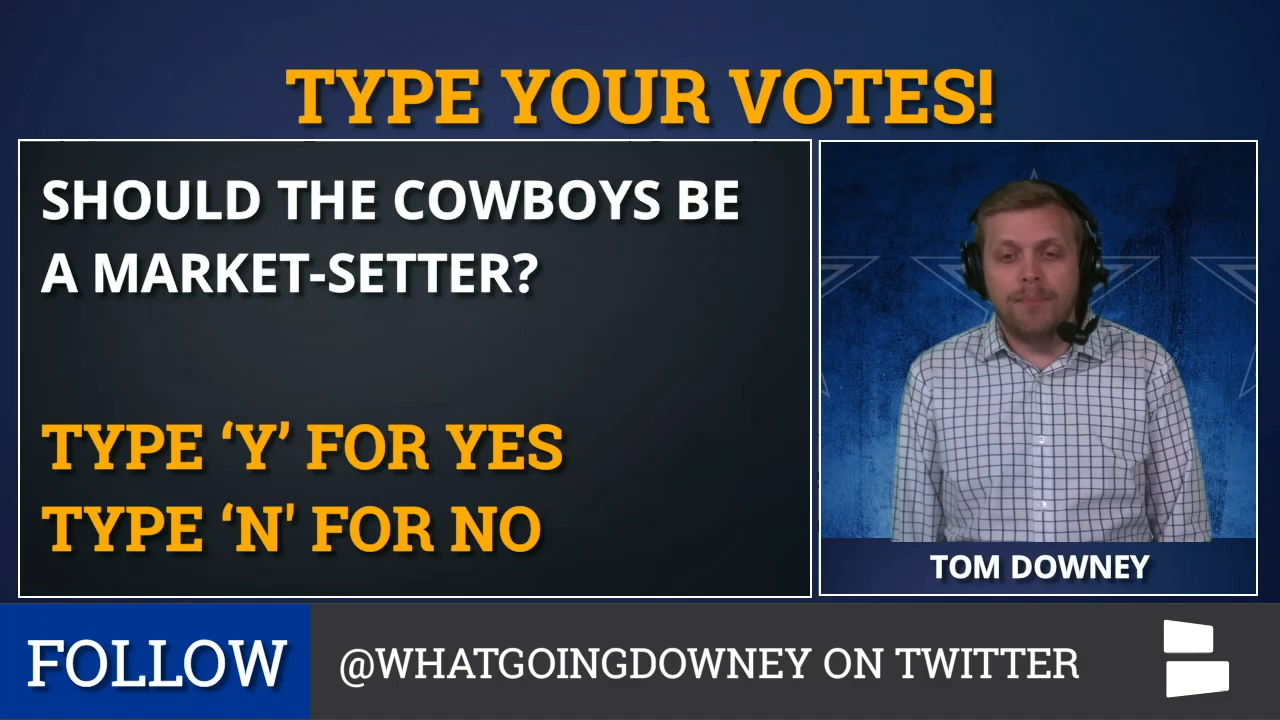 TYPE YOUR VOTES!
SHOULD THE COWBOYS BE
A MARKET-SETTER?
TYPE ‘Y’ FOR YES
TYPE ‘N' FOR NO
TOM DOWNEY
FOLLOW
@WHATGOINGDOWNEY ON TWITTER